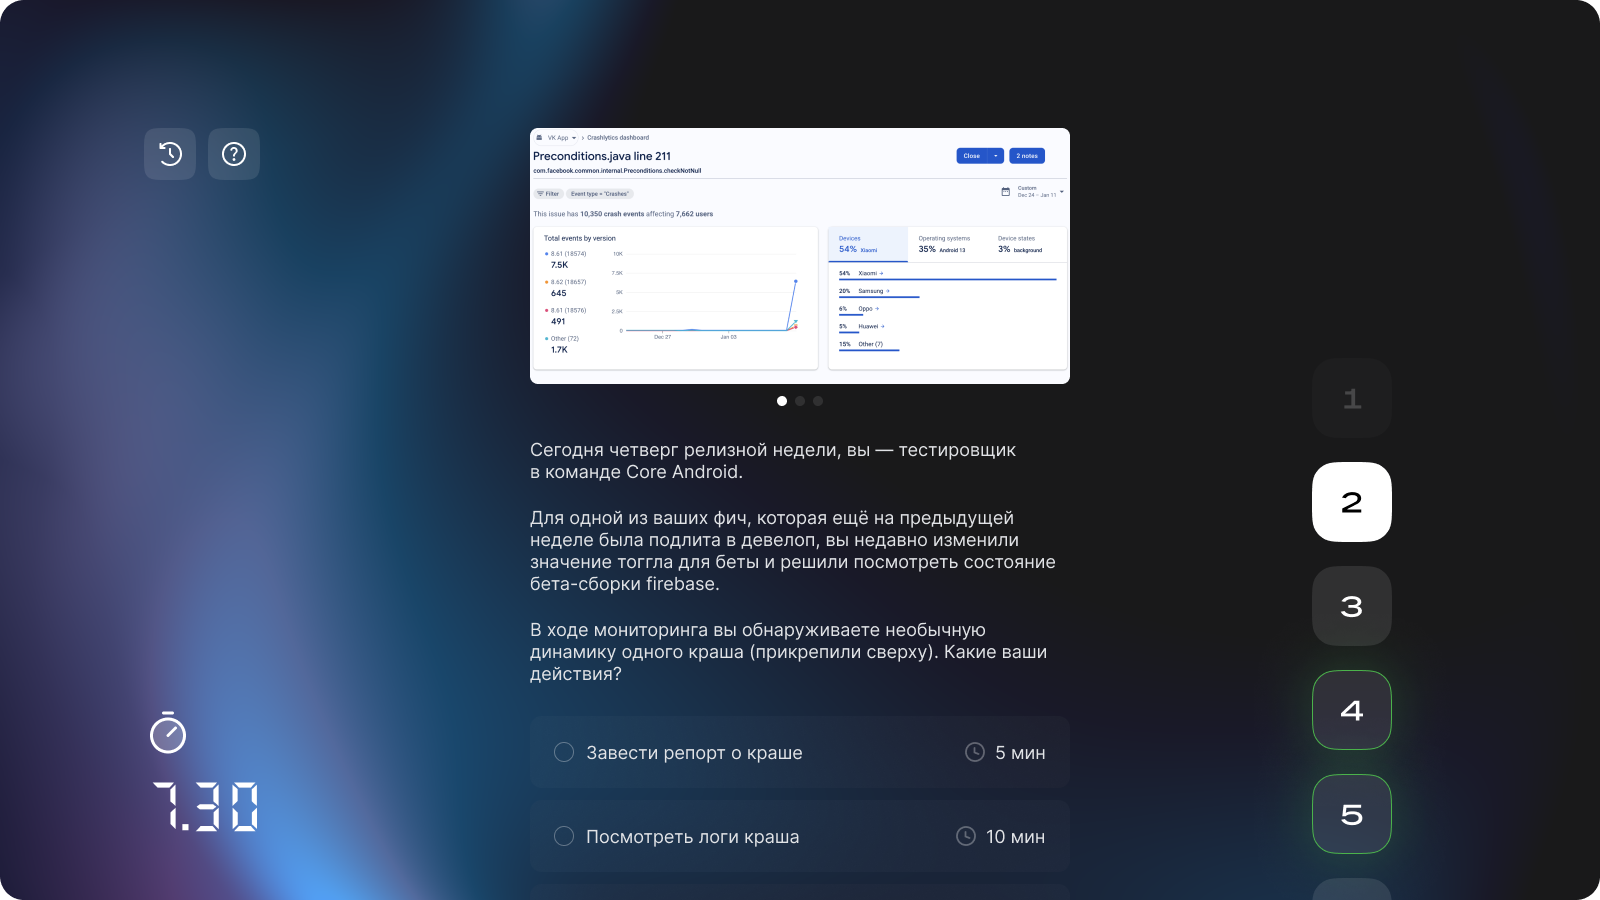 VK App > Crashlytics dashboard
Preconditions.java line 211
com.facebook.common.internal.Preconditions.checkNotNull
Close
2 notes
Filter
Event type = "Crashes"
Custom
Dec 24 – Jan 11
This issue has 10,350 crash events affecting 7,662 users
Total events by version
8.61 (18574)
7.5K
8.62 (18657)
645
8.61 (18576)
491
Other (72)
1.7K
10K
7.5K
5K
2.5K
0
Dec 27
Jan 03
Devices
54% Xiaomi
Operating systems
35% Android 13
Device states
3% background
54% Xiaomi →
20% Samsung →
6% Oppo →
5% Huawei →
15% Other (7)
Сегодня четверг релизной недели, вы — тестировщик
в команде Core Android.
Для одной из ваших фич, которая ещё на предыдущей
неделе была подлита в девелоп, вы недавно изменили
значение тоггла для беты и решили посмотреть состояние
бета-сборки firebase.
В ходе мониторинга вы обнаруживаете необычную
динамику одного краша (прикрепили сверху). Какие ваши
действия?
Завести репорт о краше
5 мин
Посмотреть логи краша
10 мин
7.30
1
2
3
4
5